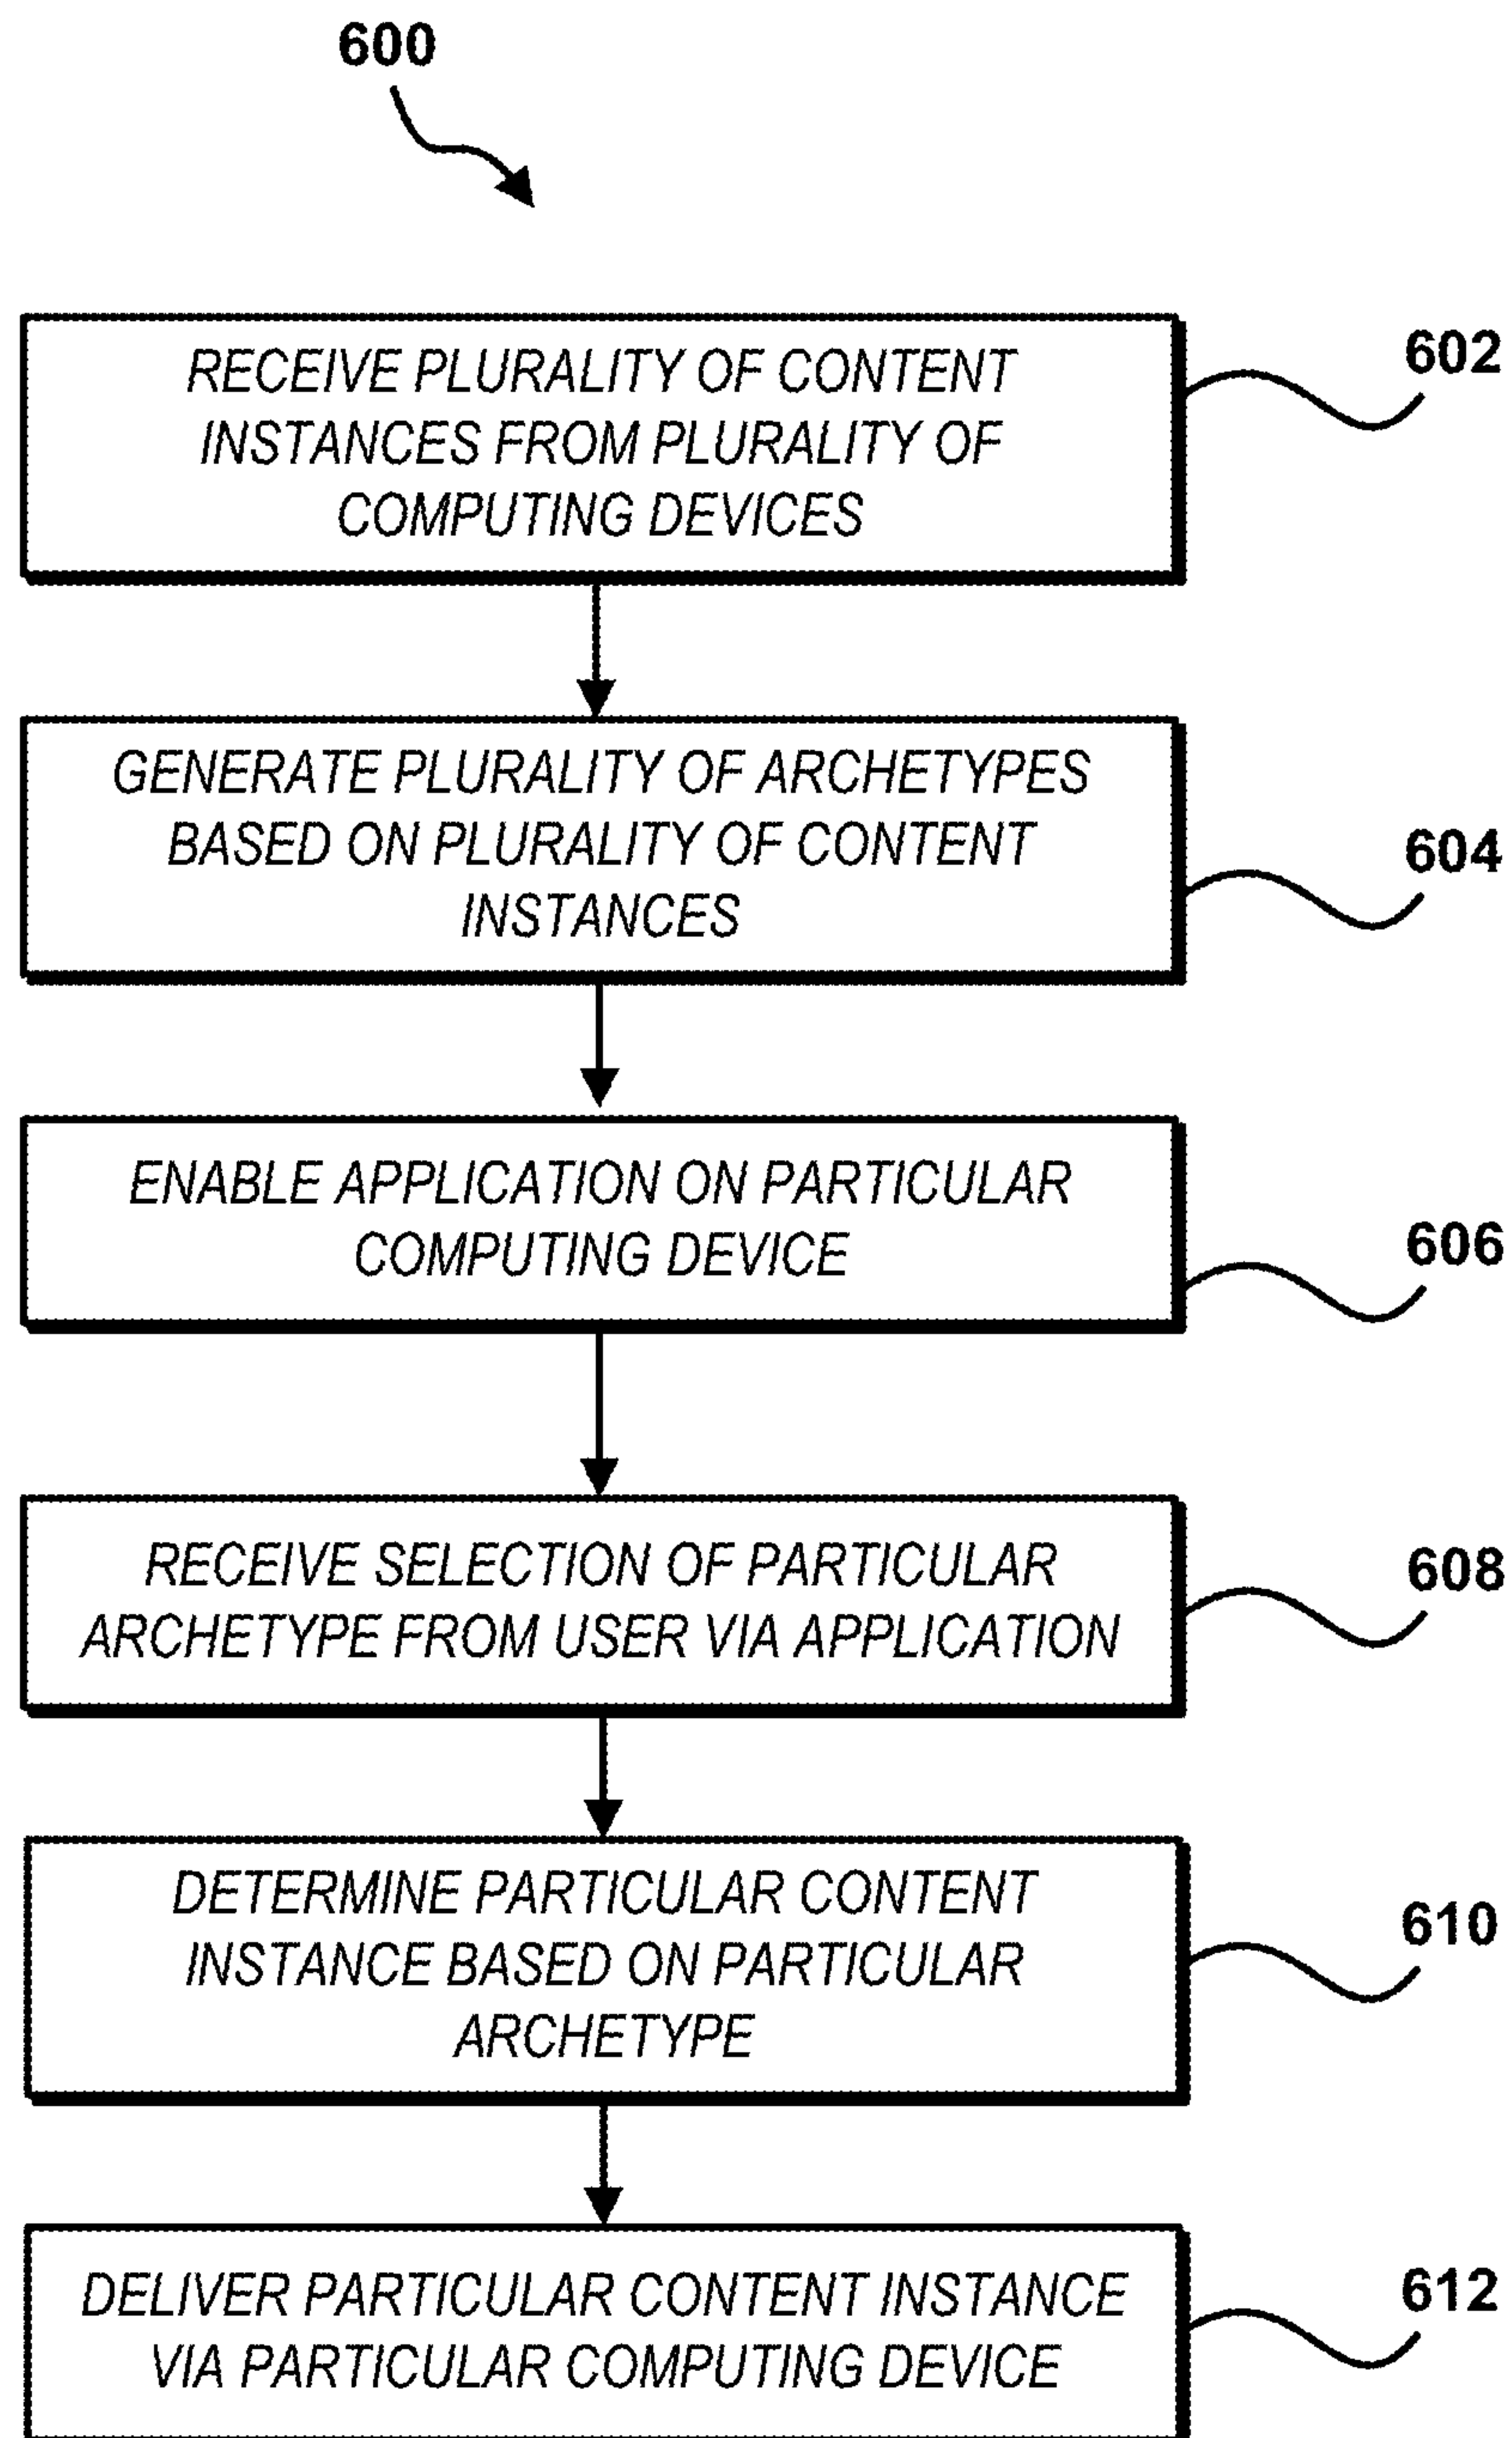 600
RECEIVE PLURALITY OF CONTENT
INSTANCES FROM PLURALITY OF
COMPUTING DEVICES
602
GENERATE PLURALITY OF ARCHETYPES
BASED ON PLURALITY OF CONTENT
INSTANCES
604
ENABLE APPLICATION ON PARTICULAR
COMPUTING DEVICE
606
RECEIVE SELECTION OF PARTICULAR
ARCHETYPE FROM USER VIA APPLICATION
608
DETERMINE PARTICULAR CONTENT
INSTANCE BASED ON PARTICULAR
ARCHETYPE
610
DELIVER PARTICULAR CONTENT INSTANCE
VIA PARTICULAR COMPUTING DEVICE
612